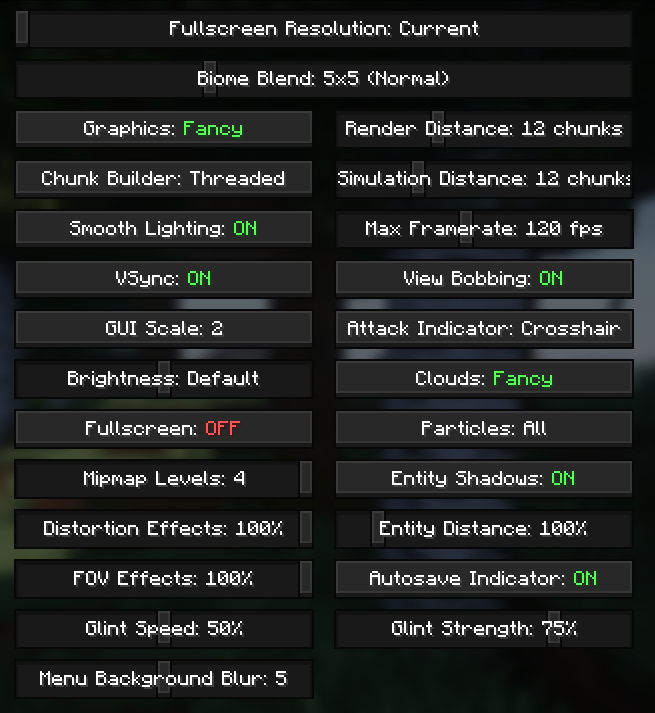 Fullscreen Resolution: Current
Biome Blend: 5x5 (Normal)
Graphics: Fancy
Render Distance: 12 chunks
Chunk Builder: Threaded
Simulation Distance: 12 chunks
Smooth Lighting: ON
Max Framerate: 120 fps
VSync: ON
View Bobbing: ON
GUI Scale: 2
Attack Indicator: Crosshair
Brightness: Default
Clouds: Fancy
Fullscreen: OFF
Particles: All
Mipmap Levels: 4
Entity Shadows: ON
Distortion Effects: 100%
Entity Distance: 100%
FOV Effects: 100%
Autosave Indicator: ON
Glint Speed: 50%
Glint Strength: 75%
Menu Background Blur: 5